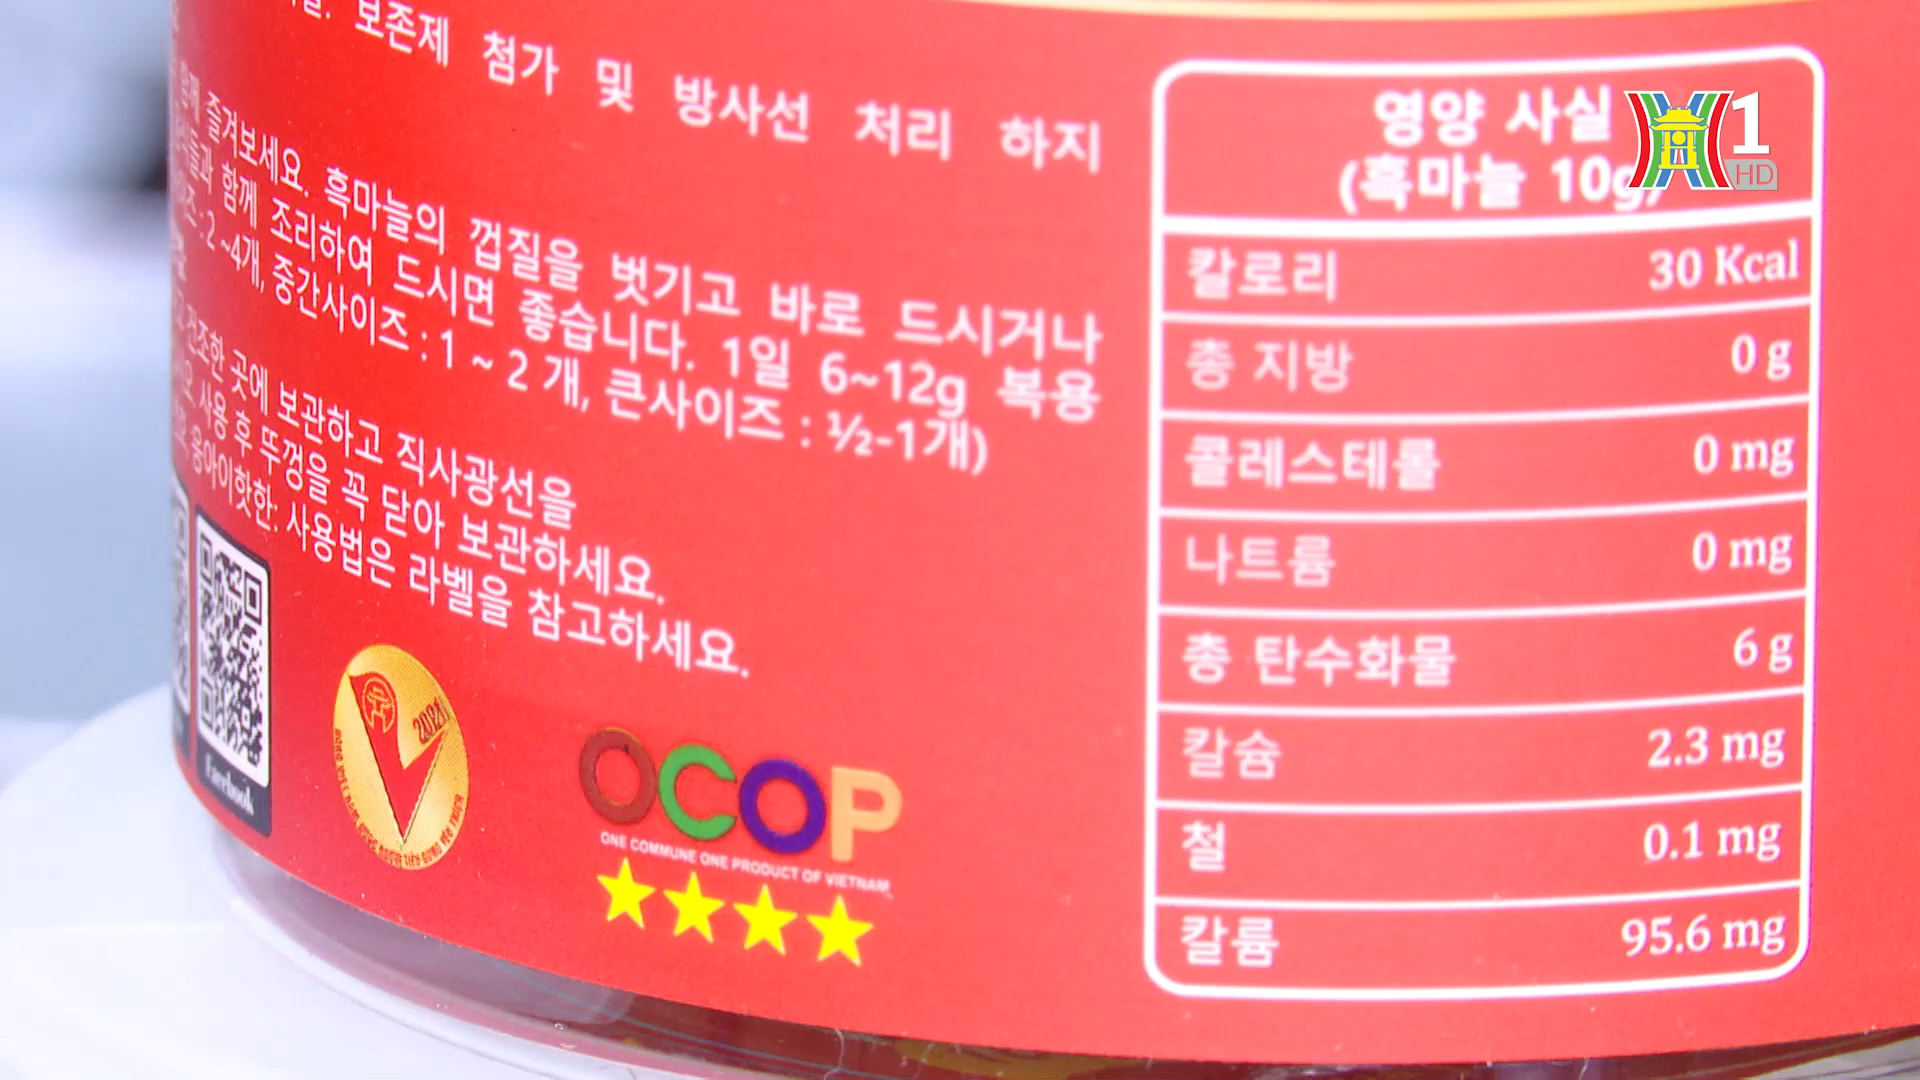 보존제 첨가 및 방사선 처리 하지
함께 즐겨보세요. 흑마늘의 껍질을 벗기고 바로 드시거나
함께 조리하여 드시면 좋습니다. 1일 6~12g 복용
: 2 ~4개, 중간사이즈 : 1 ~ 2 개, 큰사이즈 : ½-1개)
건조한 곳에 보관하고 직사광선을
사용 후 뚜껑을 꼭 닫아 보관하세요.
사용법은 라벨을 참고하세요.
Facebook
2021
OCOP
ONE COMMUNE ONE PRODUCT OF VIETNAM
영양 사실
(흑마늘 10g)
칼로리 30 Kcal
총 지방 0 g
콜레스테롤 0 mg
나트륨 0 mg
총 탄수화물 6 g
칼슘 2.3 mg
철 0.1 mg
칼륨 95.6 mg
H1
HD